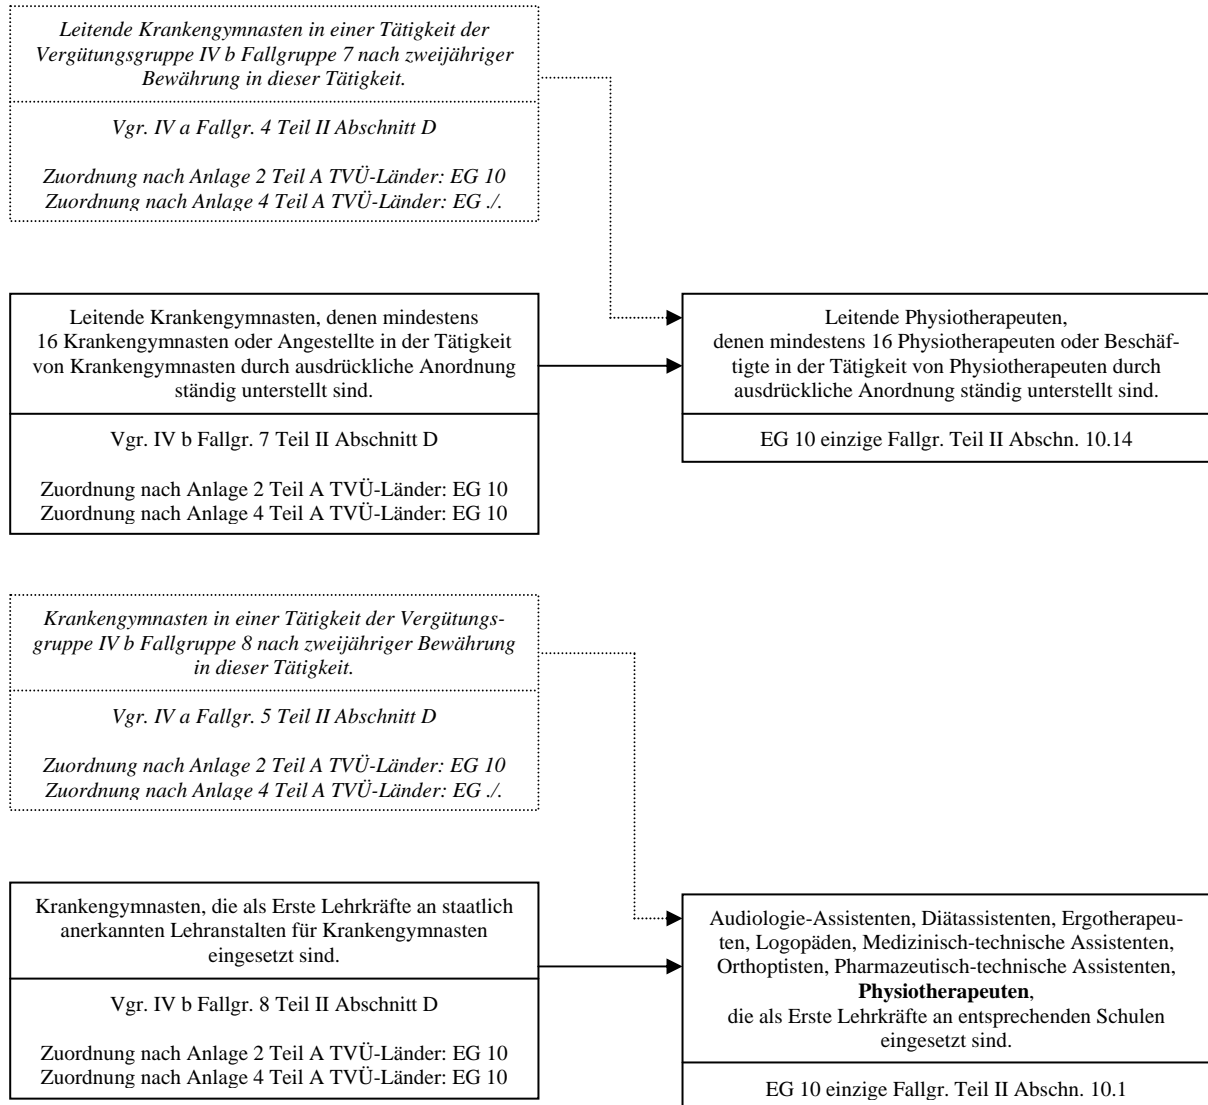 Leitende Krankengymnasten in einer Tätigkeit der
Vergütungsgruppe IV b Fallgruppe 7 nach zweijähriger
Bewährung in dieser Tätigkeit.
Vgr. IV a Fallgr. 4 Teil II Abschnitt D
Zuordnung nach Anlage 2 Teil A TVÜ-Länder: EG 10
Zuordnung nach Anlage 4 Teil A TVÜ-Länder: EG ./.
Leitende Krankengymnasten, denen mindestens
16 Krankengymnasten oder Angestellte in der Tätigkeit
von Krankengymnasten durch ausdrückliche Anordnung
ständig unterstellt sind.
Vgr. IV b Fallgr. 7 Teil II Abschnitt D
Zuordnung nach Anlage 2 Teil A TVÜ-Länder: EG 10
Zuordnung nach Anlage 4 Teil A TVÜ-Länder: EG 10
Leitende Physiotherapeuten,
denen mindestens 16 Physiotherapeuten oder Beschäf-
tigte in der Tätigkeit von Physiotherapeuten durch
ausdrückliche Anordnung ständig unterstellt sind.
EG 10 einzige Fallgr. Teil II Abschn. 10.14
Krankengymnasten in einer Tätigkeit der Vergütungs-
gruppe IV b Fallgruppe 8 nach zweijähriger Bewährung
in dieser Tätigkeit.
Vgr. IV a Fallgr. 5 Teil II Abschnitt D
Zuordnung nach Anlage 2 Teil A TVÜ-Länder: EG 10
Zuordnung nach Anlage 4 Teil A TVÜ-Länder: EG ./.
Krankengymnasten, die als Erste Lehrkräfte an staatlich
anerkannten Lehranstalten für Krankengymnasten
eingesetzt sind.
Vgr. IV b Fallgr. 8 Teil II Abschnitt D
Zuordnung nach Anlage 2 Teil A TVÜ-Länder: EG 10
Zuordnung nach Anlage 4 Teil A TVÜ-Länder: EG 10
Audiologie-Assistenten, Diätassistenten, Ergotherapeu-
ten, Logopäden, Medizinisch-technische Assistenten,
Orthoptisten, Pharmazeutisch-technische Assistenten,
Physiotherapeuten,
die als Erste Lehrkräfte an entsprechenden Schulen
eingesetzt sind.
EG 10 einzige Fallgr. Teil II Abschn. 10.1